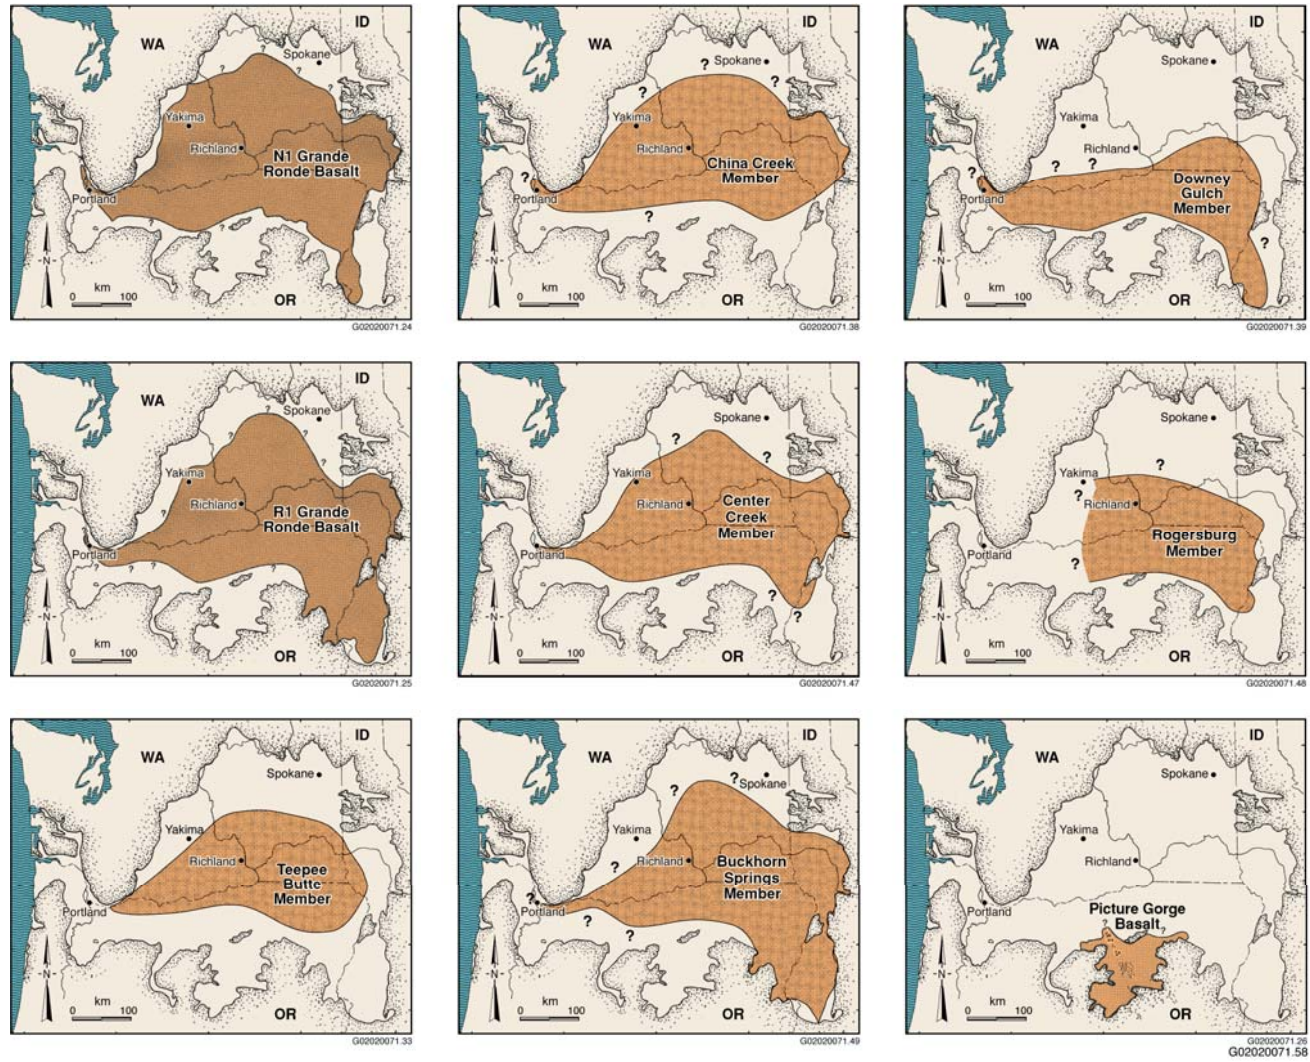 ID
WA
?
Spokane
?
?
?
Yakima
Richland
N1 Grande
Ronde Basalt
Portland
?
?
N
km
0 100
OR
G02020071.24
ID
WA
?
Spokane
?
?
Yakima
Richland
China Creek
Member
?
Portland
?
N
km
0 100
OR
G02020071.38
ID
WA
Spokane
Yakima
Richland
?
?
?
Downey
Gulch
Member
Portland
?
N
km
0 100
OR
G02020071.39
ID
WA
Spokane
?
?
?
?
Yakima
Richland
?
R1 Grande
Ronde Basalt
Portland
?
?
?
?
N
km
0 100
OR
G02020071.25
ID
WA
Spokane
?
?
Yakima
Richland
Center
Creek
Member
Portland
?
?
N
km
0 100
OR
G02020071.47
ID
WA
Spokane
?
Yakima
?
Richland
Rogersburg
Member
Portland
?
N
km
0 100
OR
G02020071.48
ID
WA
Spokane
Yakima
Richland
Teepee
Butte
Member
Portland
N
km
0 100
OR
G02020071.33
ID
WA
?
Spokane
?
Yakima
Richland
?
Buckhorn
Springs
Member
?
Portland
?
?
N
km
0 100
OR
G02020071.49
ID
WA
Spokane
Yakima
Richland
Portland
Picture Gorge
Basalt
?
?
N
km
0 100
OR
G02020071.26
G02020071.58